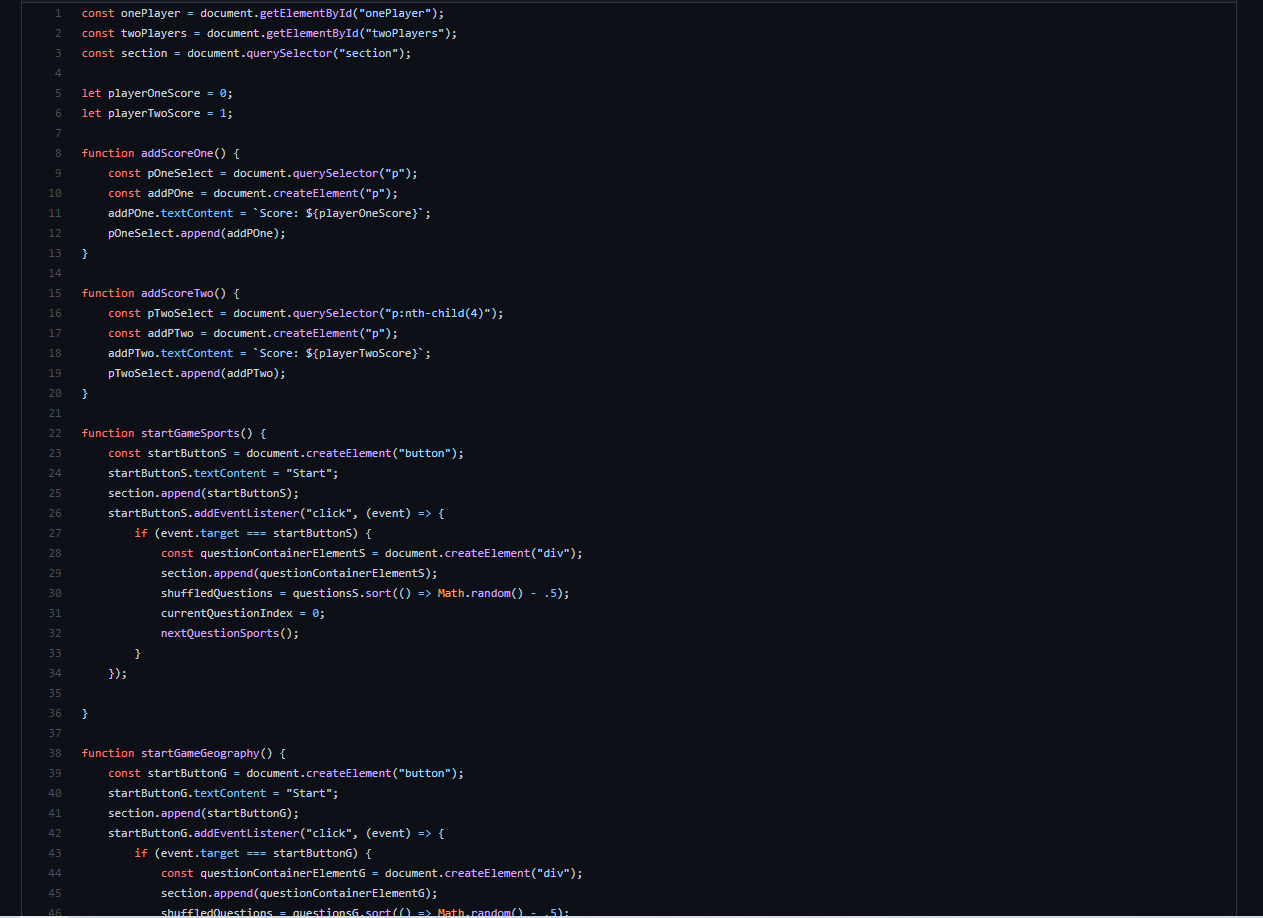 1 const onePlayer = document.getElementById("onePlayer");
2 const twoPlayers = document.getElementById("twoPlayers");
3 const section = document.querySelector("section");
4
5 let playerOneScore = 0;
6 let playerTwoScore = 1;
7
8 function addScoreOne() {
9     const pOneSelect = document.querySelector("p");
10     const addPOne = document.createElement("p");
11     addPOne.textContent = `Score: ${playerOneScore}`;
12     pOneSelect.append(addPOne);
13 }
14
15 function addScoreTwo() {
16     const pTwoSelect = document.querySelector("p:nth-child(4)");
17     const addPTwo = document.createElement("p");
18     addPTwo.textContent = `Score: ${playerTwoScore}`;
19     pTwoSelect.append(addPTwo);
20 }
21
22 function startGameSports() {
23     const startButtonS = document.createElement("button");
24     startButtonS.textContent = "Start";
25     section.append(startButtonS);
26     startButtonS.addEventListener("click", (event) => {
27         if (event.target === startButtonS) {
28             const questionContainerElementS = document.createElement("div");
29             section.append(questionContainerElementS);
30             shuffledQuestions = questionsS.sort(() => Math.random() - .5);
31             currentQuestionIndex = 0;
32             nextQuestionSports();
33         }
34     });
35
36 }
37
38 function startGameGeography() {
39     const startButtonG = document.createElement("button");
40     startButtonG.textContent = "Start";
41     section.append(startButtonG);
42     startButtonG.addEventListener("click", (event) => {
43         if (event.target === startButtonG) {
44             const questionContainerElementG = document.createElement("div");
45             section.append(questionContainerElementG);
46             shuffledQuestions = questionsG.sort(() => Math.random() - .5);